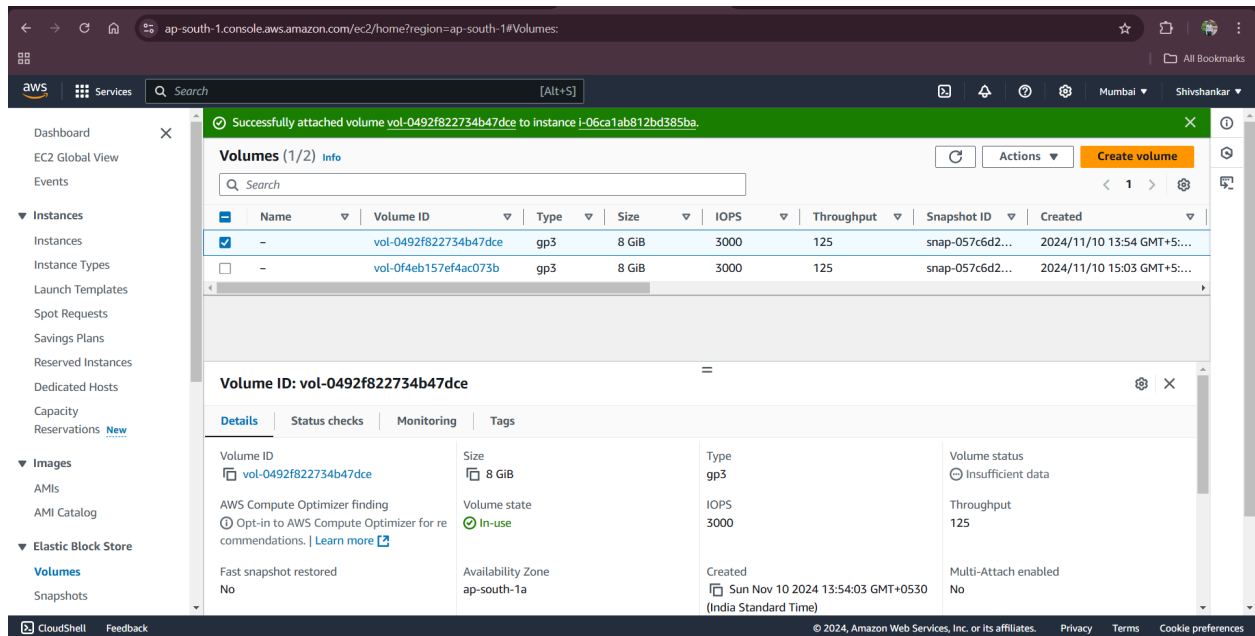 ap-south-1.console.aws.amazon.com/ec2/home?region=ap-south-1#Volumes:
All Bookmarks
aws Services Search [Alt+S] Mumbai Shivshankar
Dashboard
EC2 Global View
Events
Instances
Instances
Instance Types
Launch Templates
Spot Requests
Savings Plans
Reserved Instances
Dedicated Hosts
Capacity
Reservations New
Images
AMIs
AMI Catalog
Elastic Block Store
Volumes
Snapshots
Successfully attached volume vol-0492f822734b47dce to instance i-06ca1ab812bd385ba.
Volumes (1/2) Info Actions Create volume
Search 1
Name Volume ID Type Size IOPS Throughput Snapshot ID Created
– vol-0492f822734b47dce gp3 8 GiB 3000 125 snap-057c6d2... 2024/11/10 13:54 GMT+5:...
– vol-0f4eb157ef4ac073b gp3 8 GiB 3000 125 snap-057c6d2... 2024/11/10 15:03 GMT+5:...
Volume ID: vol-0492f822734b47dce
Details Status checks Monitoring Tags
Volume ID Size Type Volume status
vol-0492f822734b47dce 8 GiB gp3 Insufficient data
AWS Compute Optimizer finding Volume state IOPS Throughput
Opt-in to AWS Compute Optimizer for re In-use 3000 125
commendations. | Learn more
Fast snapshot restored Availability Zone Created Multi-Attach enabled
No ap-south-1a Sun Nov 10 2024 13:54:03 GMT+0530 No
(India Standard Time)
CloudShell Feedback © 2024, Amazon Web Services, Inc. or its affiliates. Privacy Terms Cookie preferences